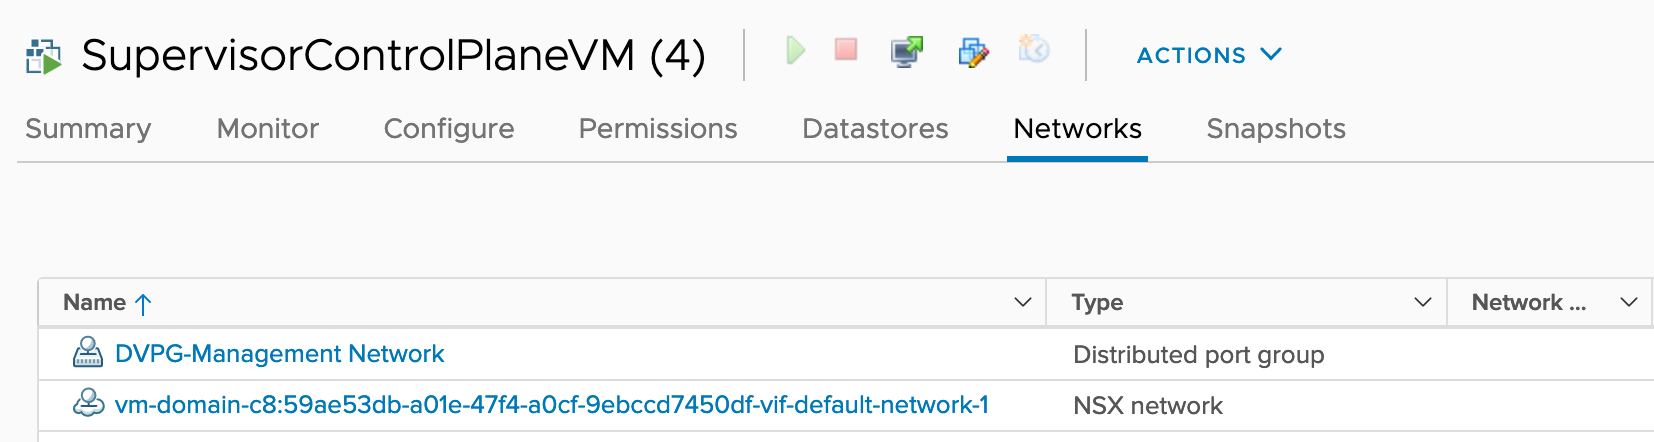 SupervisorControlPlaneVM (4) ACTIONS
Summary Monitor Configure Permissions Datastores Networks Snapshots
Name Type Network ...
DVPG-Management Network Distributed port group
vm-domain-c8:59ae53db-a01e-47f4-a0cf-9ebccd7450df-vif-default-network-1 NSX network